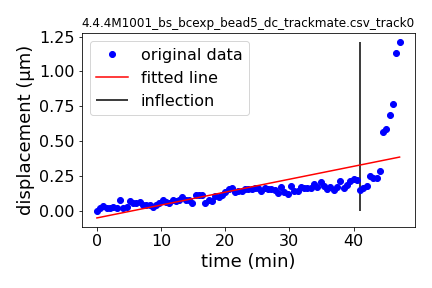 4.4.4M1001_bs_bcexp_bead5_dc_trackmate.csv_track0
1.25
1.00
0.75
0.50
0.25
0.00
displacement (μm)
original data
fitted line
inflection
0
10
20
30
40
time (min)